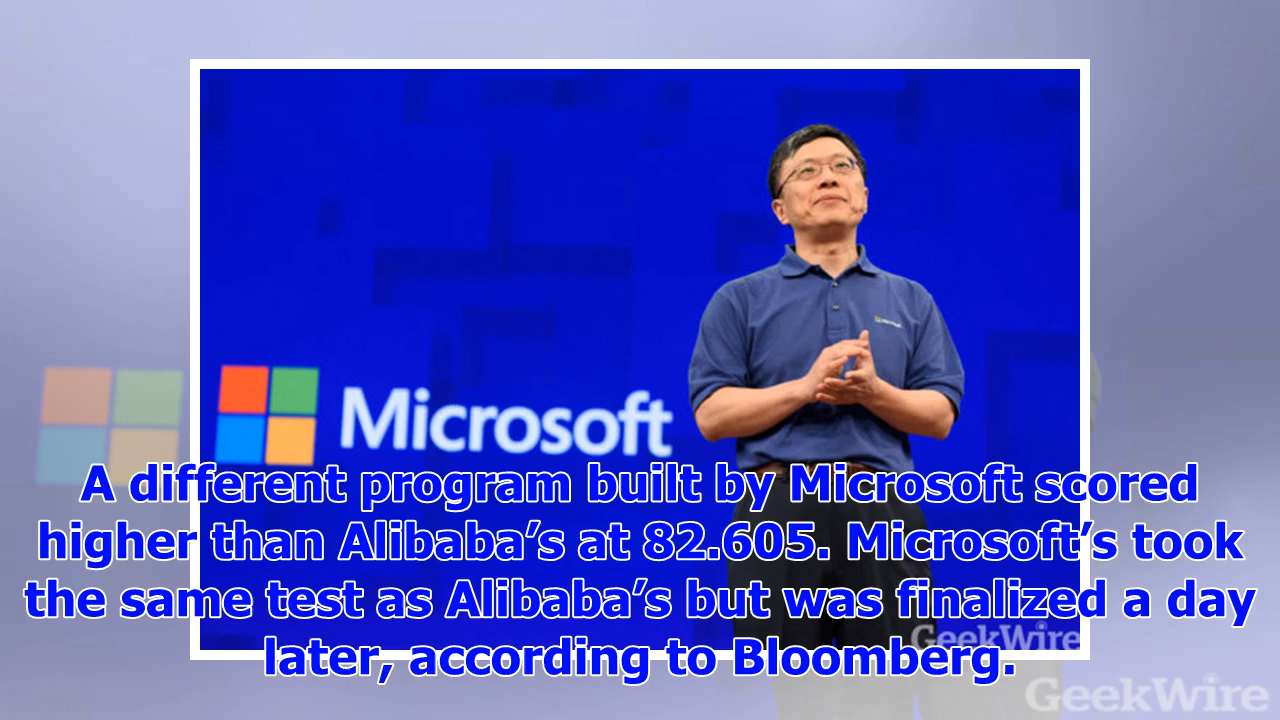 Microsoft
A different program built by Microsoft scored
higher than Alibaba’s at 82.605. Microsoft’s took
the same test as Alibaba’s but was finalized a day
later, according to Bloomberg.
GeekWire
GeekWire